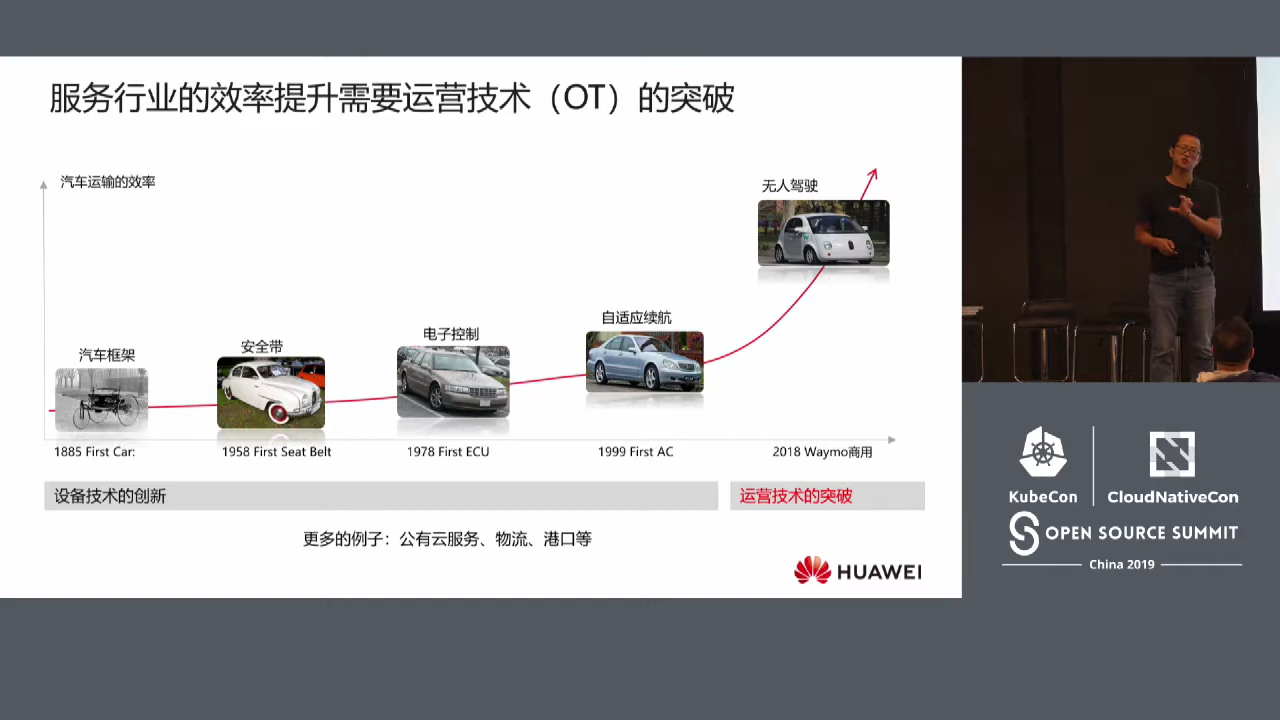 服务行业的效率提升需要运营技术（OT）的突破
汽车运输的效率
无人驾驶
自适应续航
电子控制
安全带
汽车框架
1885 First Car:
1958 First Seat Belt
1978 First ECU
1999 First AC
2018 Waymo商用
设备技术的创新
运营技术的突破
更多的例子：公有云服务、物流、港口等
HUAWEI
KubeCon
CloudNativeCon
OPEN SOURCE SUMMIT
China 2019